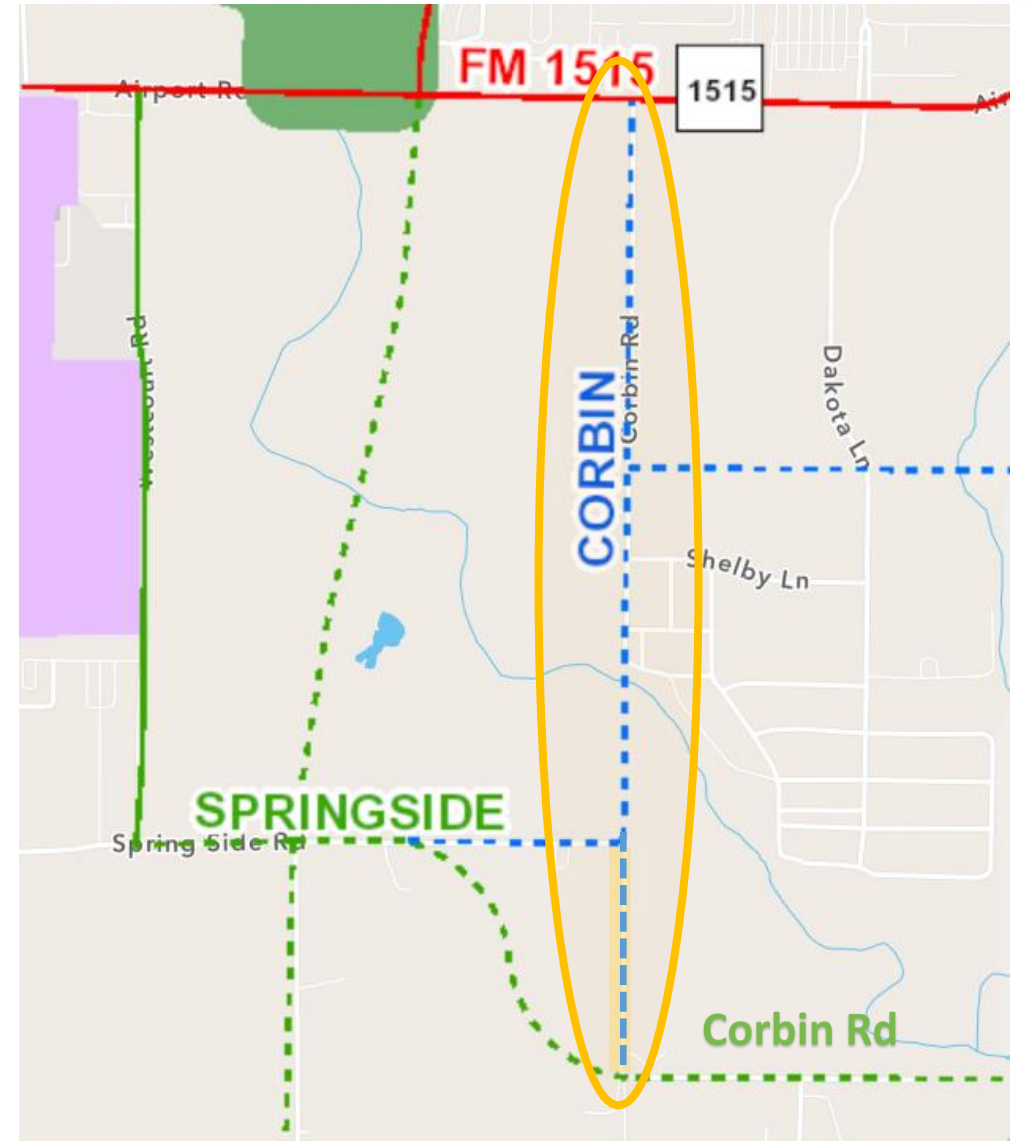 FM 1515
1515
Airport Rd
Westcourt Rd
Corbin Rd
CORBIN
Dakota Ln
Shelby Ln
SPRINGSIDE
Spring Side Rd
Corbin Rd